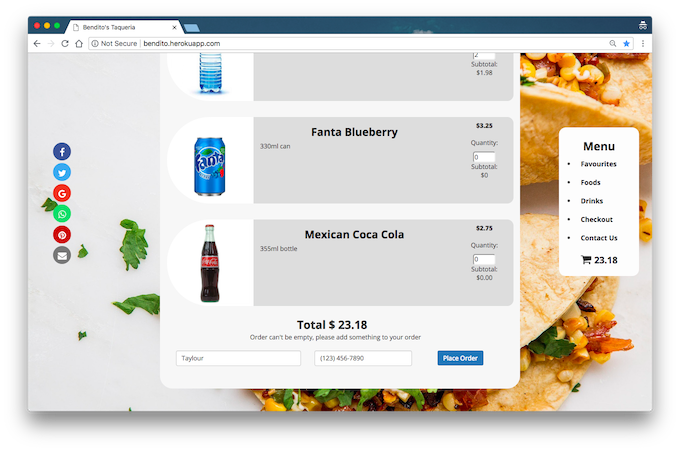 Bendito's Taqueria
Not Secure | bendito.herokuapp.com
2
Subtotal:
$1.98
Fanta Blueberry
330ml can
$3.25
Quantity:
0
Subtotal:
$0
Fanta
Mexican Coca Cola
355ml bottle
$2.75
Quantity:
0
Subtotal:
$0.00
Coca-Cola
Total $ 23.18
Order can't be empty, please add something to your order
Taylour
(123) 456-7890
Place Order
Menu
• Favourites
• Foods
• Drinks
• Checkout
• Contact Us
23.18